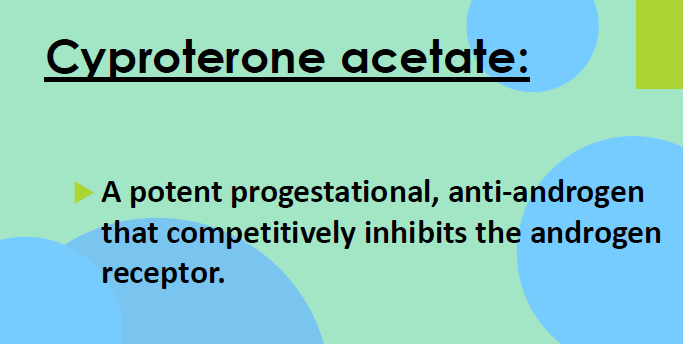 Cyproterone acetate:
A potent progestational, anti-androgen
that competitively inhibits the androgen
receptor.